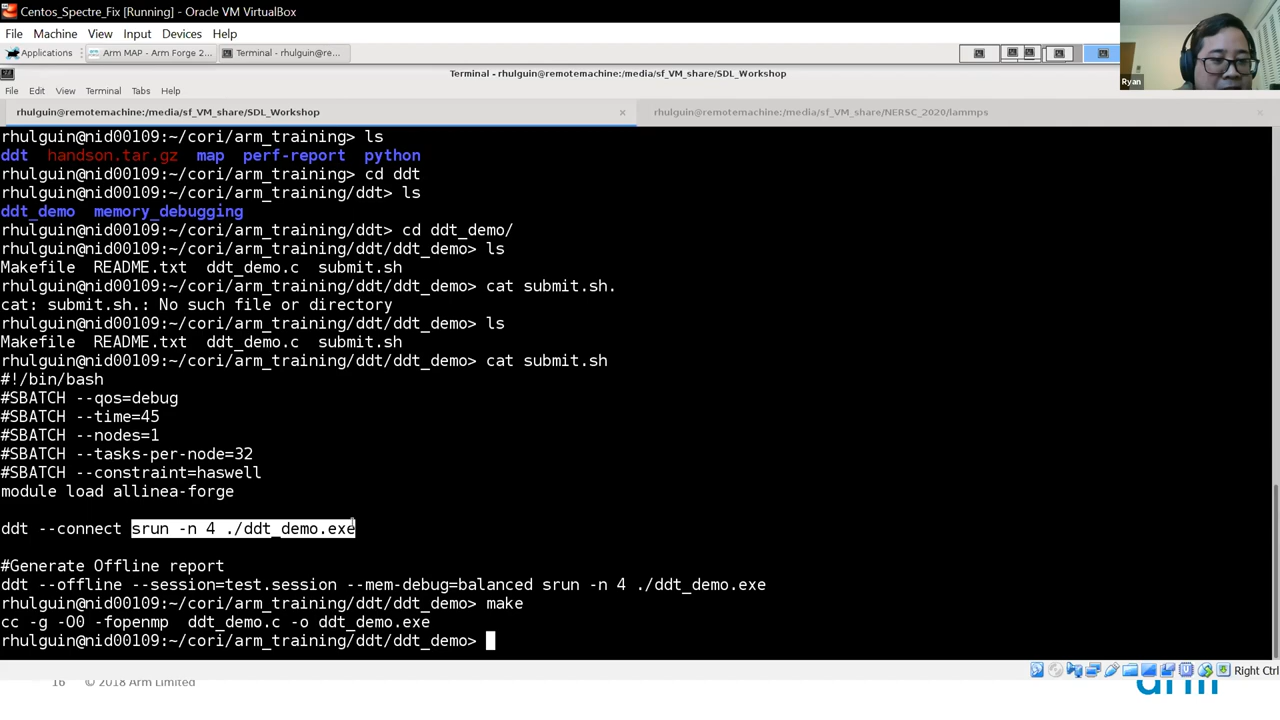 Centos_Spectre_Fix [Running] - Oracle VM VirtualBox
File Machine View Input Devices Help
Applications Arm MAP - Arm Forge 2... Terminal - rhulguin@re...
Ryan
Terminal - rhulguin@remotemachine:/media/sf_VM_share/SDL_Workshop
File Edit View Terminal Tabs Help
rhulguin@remotemachine:/media/sf_VM_share/SDL_Workshop × rhulguin@remotemachine:/media/sf_VM_share/NERSC_2020/lammps ×
rhulguin@nid00109:~/cori/arm_training> ls
ddt handson.tar.gz map perf-report python
rhulguin@nid00109:~/cori/arm_training> cd ddt
rhulguin@nid00109:~/cori/arm_training/ddt> ls
ddt_demo memory_debugging
rhulguin@nid00109:~/cori/arm_training/ddt> cd ddt_demo/
rhulguin@nid00109:~/cori/arm_training/ddt/ddt_demo> ls
Makefile README.txt ddt_demo.c submit.sh
rhulguin@nid00109:~/cori/arm_training/ddt/ddt_demo> cat submit.sh.
cat: submit.sh.: No such file or directory
rhulguin@nid00109:~/cori/arm_training/ddt/ddt_demo> ls
Makefile README.txt ddt_demo.c submit.sh
rhulguin@nid00109:~/cori/arm_training/ddt/ddt_demo> cat submit.sh
#!/bin/bash
#SBATCH --qos=debug
#SBATCH --time=45
#SBATCH --nodes=1
#SBATCH --tasks-per-node=32
#SBATCH --constraint=haswell
module load allinea-forge
ddt --connect srun -n 4 ./ddt_demo.exe
#Generate Offline report
ddt --offline --session=test.session --mem-debug=balanced srun -n 4 ./ddt_demo.exe
rhulguin@nid00109:~/cori/arm_training/ddt/ddt_demo> make
cc -g -O0 -fopenmp ddt_demo.c -o ddt_demo.exe
rhulguin@nid00109:~/cori/arm_training/ddt/ddt_demo>
Right Ctrl
16 © 2018 Arm Limited
arm